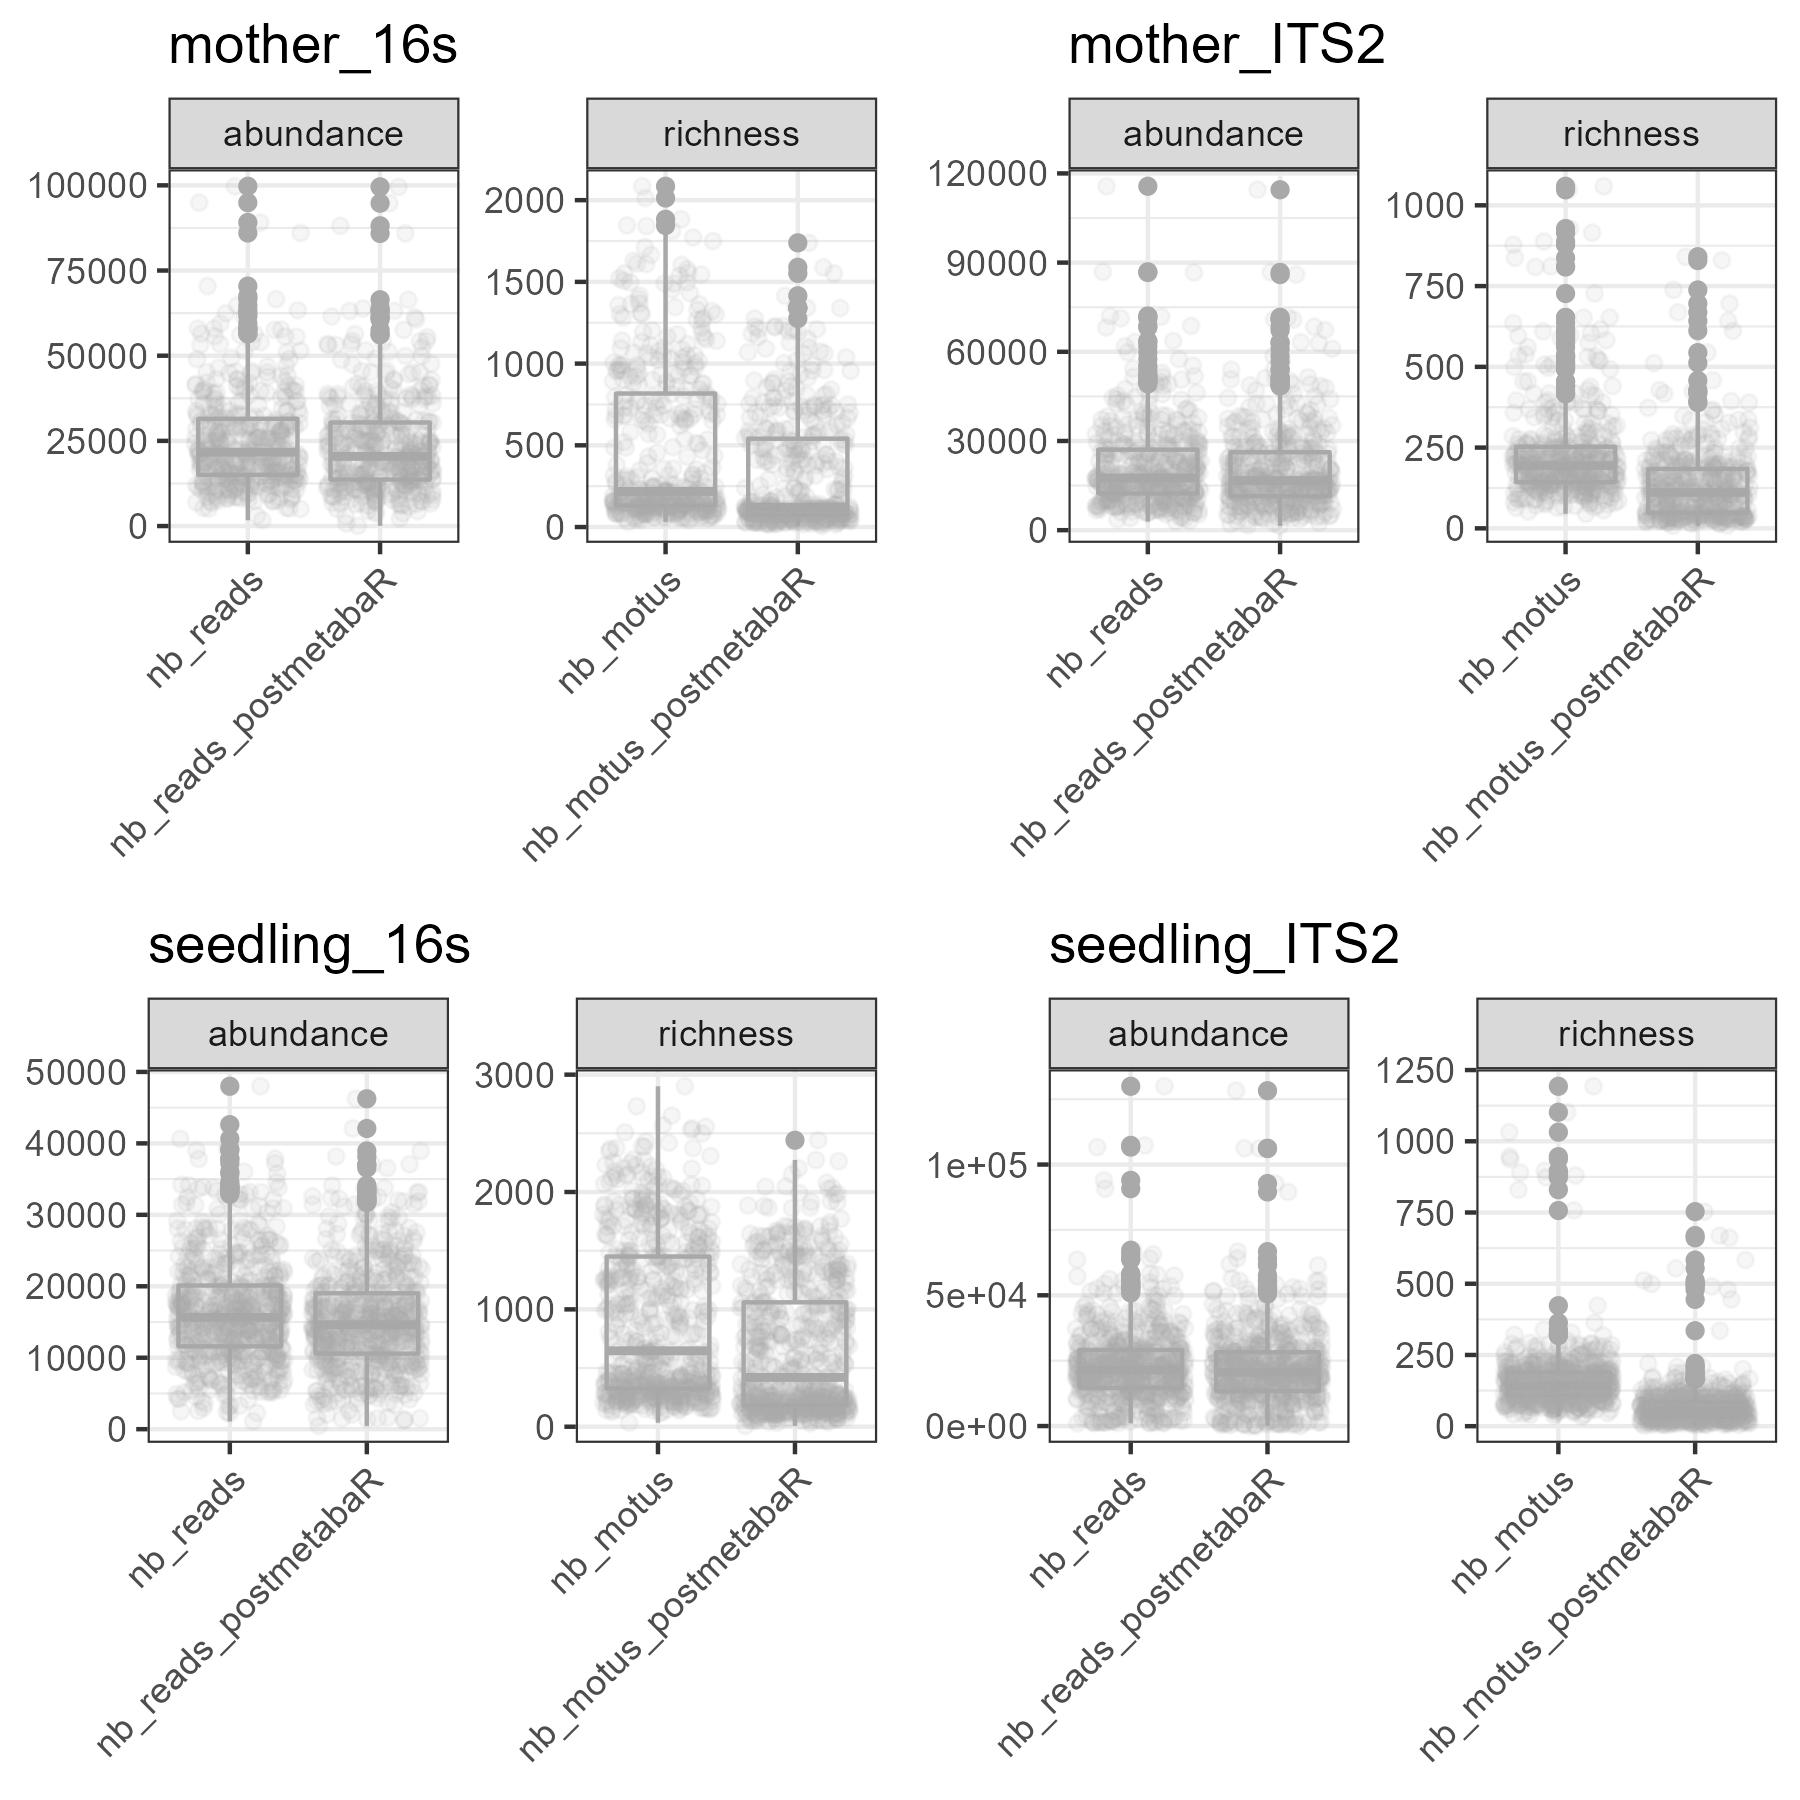 mother_16s
abundance
richness
100000
75000
50000
25000
0
2000
1500
1000
500
0
nb_reads
nb_reads_postmetabaR
nb_motus
nb_motus_postmetabaR
mother_ITS2
abundance
richness
120000
90000
60000
30000
0
1000
750
500
250
0
nb_reads
nb_reads_postmetabaR
nb_motus
nb_motus_postmetabaR
seedling_16s
abundance
richness
50000
40000
30000
20000
10000
0
3000
2000
1000
0
nb_reads
nb_reads_postmetabaR
nb_motus
nb_motus_postmetabaR
seedling_ITS2
abundance
richness
1e+05
5e+04
0e+00
1250
1000
750
500
250
0
nb_reads
nb_reads_postmetabaR
nb_motus
nb_motus_postmetabaR